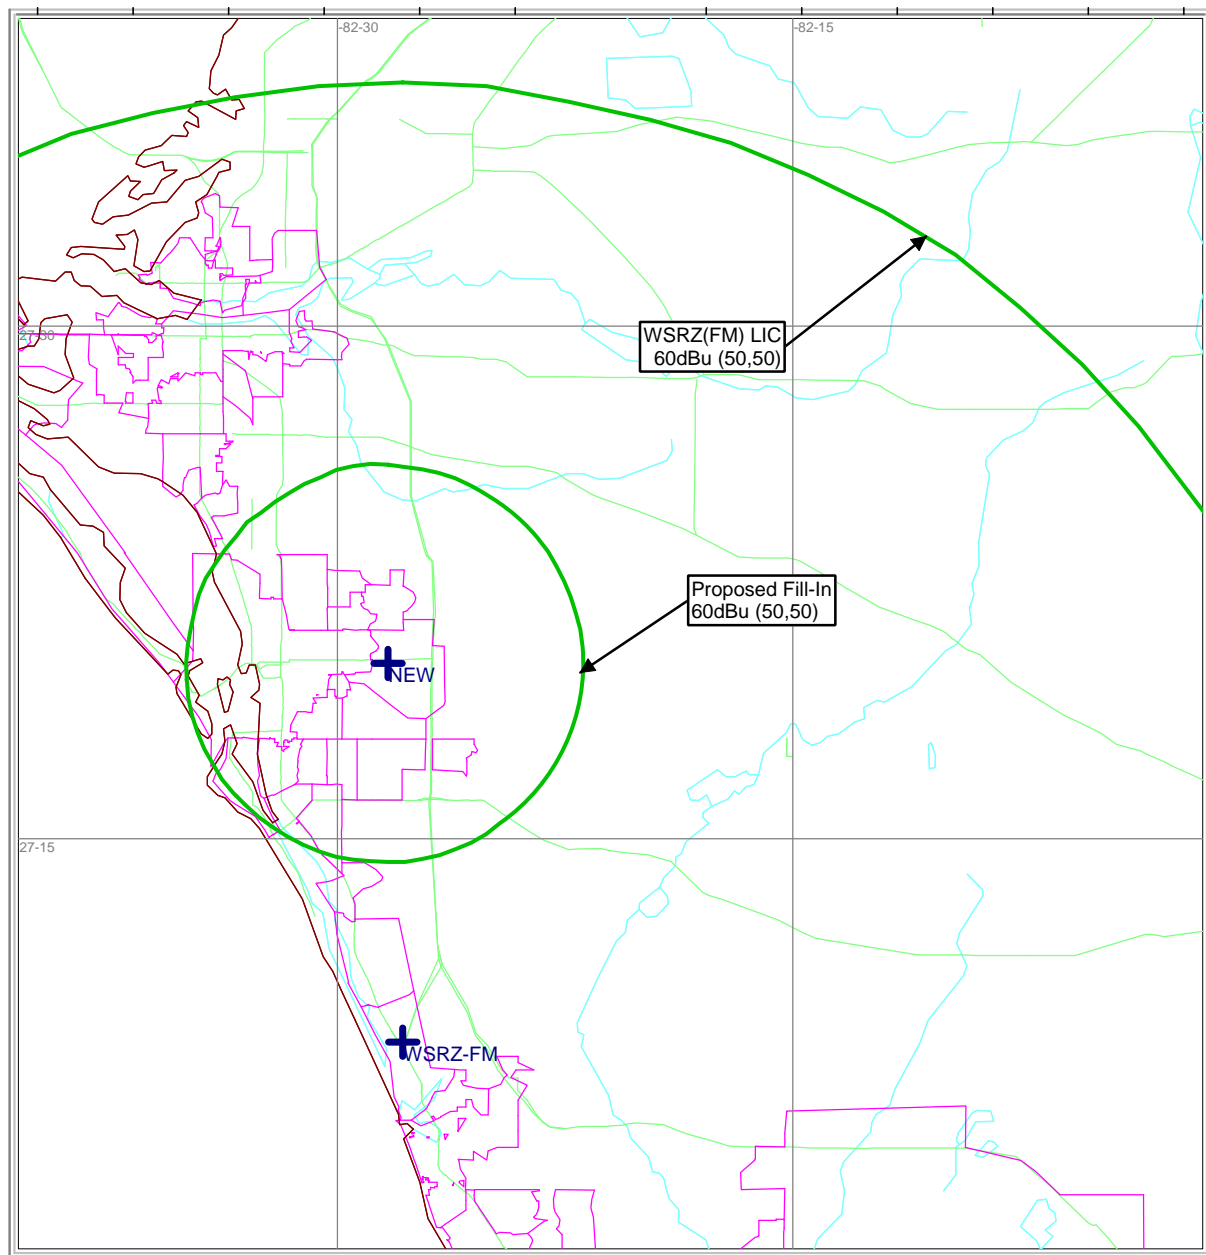 -82-30
-82-15
WSRZ(FM) LIC
60dBu (50,50)
27-30
Proposed Fill-In
60dBu (50,50)
NEW
27-15
WSRZ-FM